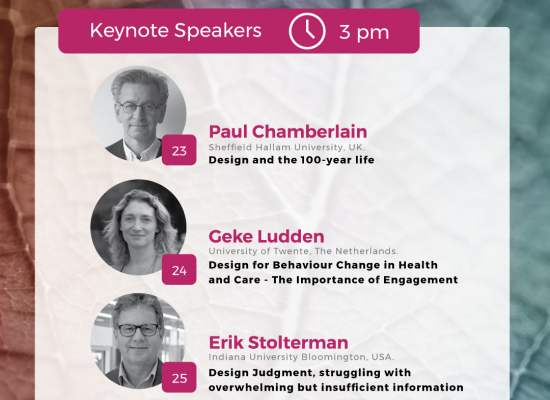 Keynote Speakers 3 pm
23
Paul Chamberlain
Sheffield Hallam University, UK.
Design and the 100-year life
24
Geke Ludden
University of Twente, The Netherlands.
Design for Behaviour Change in Health
and Care - The Importance of Engagement
25
Erik Stolterman
Indiana University Bloomington, USA.
Design Judgment, struggling with
overwhelming but insufficient information